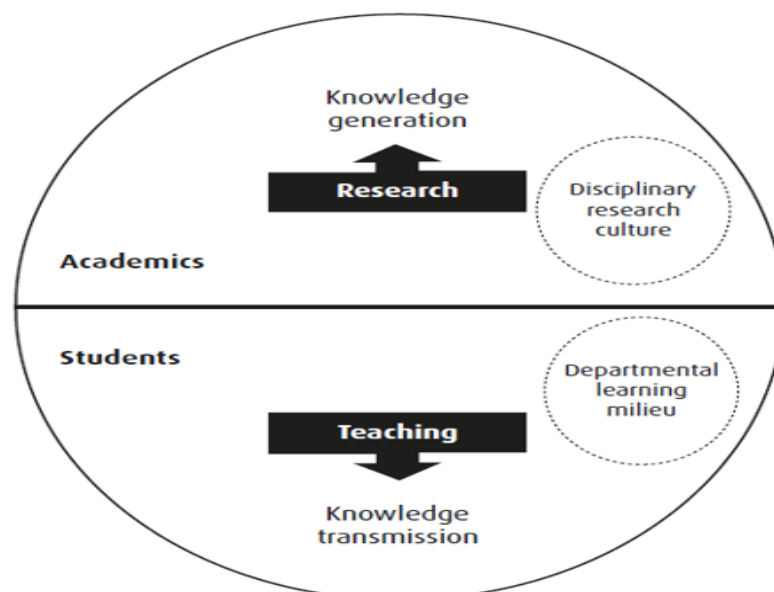 Knowledge
generation
Research
Disciplinary
research
culture
Academics
Students
Departmental
learning
milieu
Teaching
Knowledge
transmission